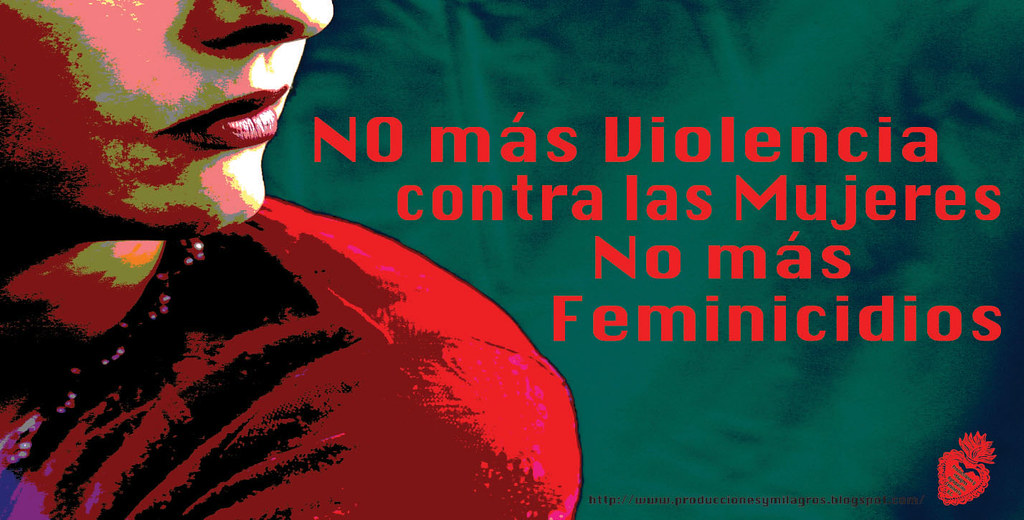 NO más Violencia
contra las Mujeres
No más
Feminicidios
http://www.produccionesymilagros.blogspot.com/